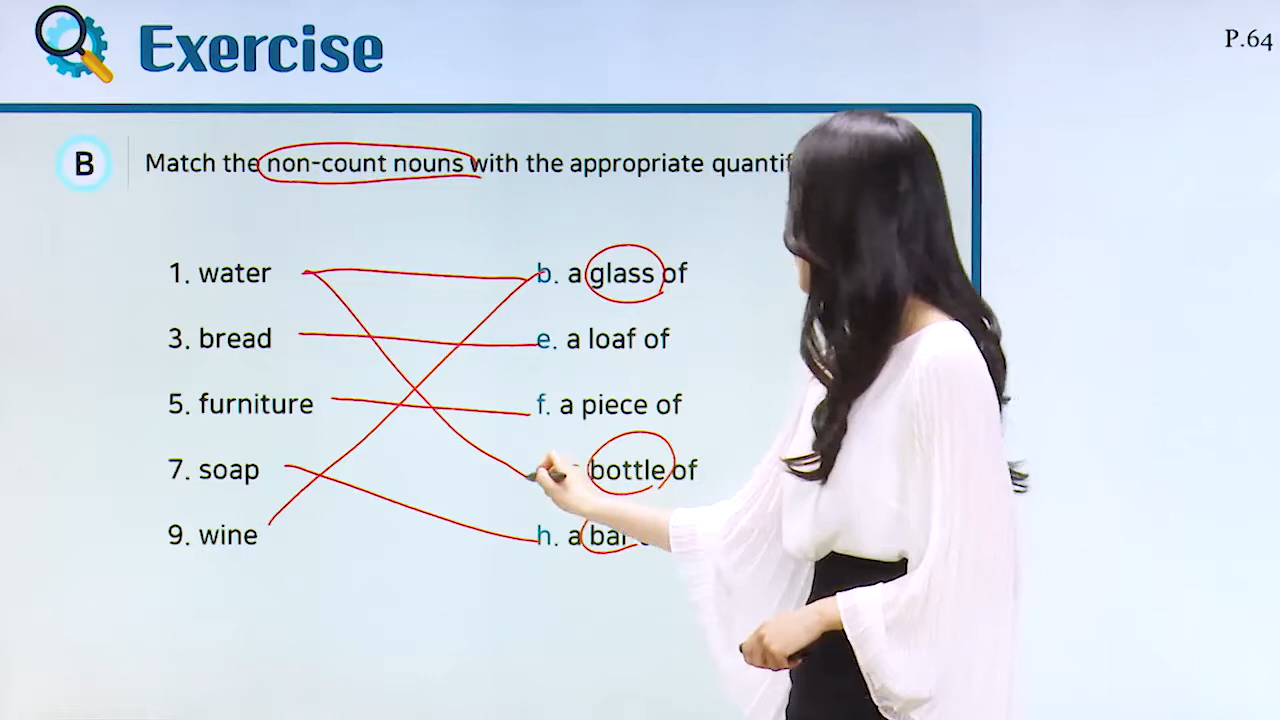 Exercise
P.64
B
Match the non-count nouns with the appropriate
1. water b. a glass of
3. bread e. a loaf of
5. furniture f. a piece of
7. soap bottle of
9. wine h. a bar